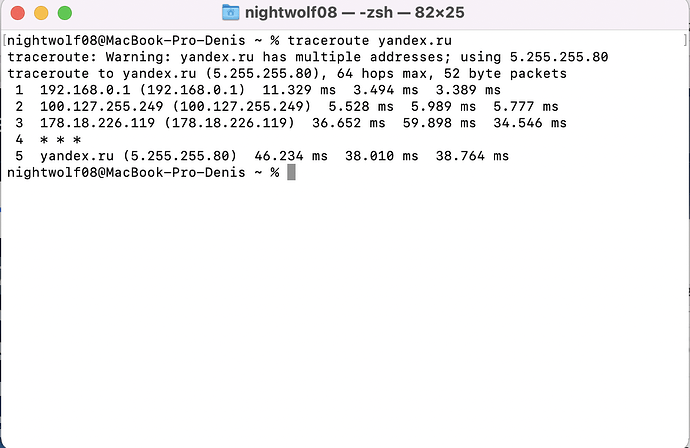 nightwolf08 — -zsh — 82×25
[nightwolf08@MacBook-Pro-Denis ~ % traceroute yandex.ru ]
traceroute: Warning: yandex.ru has multiple addresses; using 5.255.255.80
traceroute to yandex.ru (5.255.255.80), 64 hops max, 52 byte packets
1 192.168.0.1 (192.168.0.1) 11.329 ms 3.494 ms 3.389 ms
2 100.127.255.249 (100.127.255.249) 5.528 ms 5.989 ms 5.777 ms
3 178.18.226.119 (178.18.226.119) 36.652 ms 59.898 ms 34.546 ms
4 * * *
5 yandex.ru (5.255.255.80) 46.234 ms 38.010 ms 38.764 ms
nightwolf08@MacBook-Pro-Denis ~ %